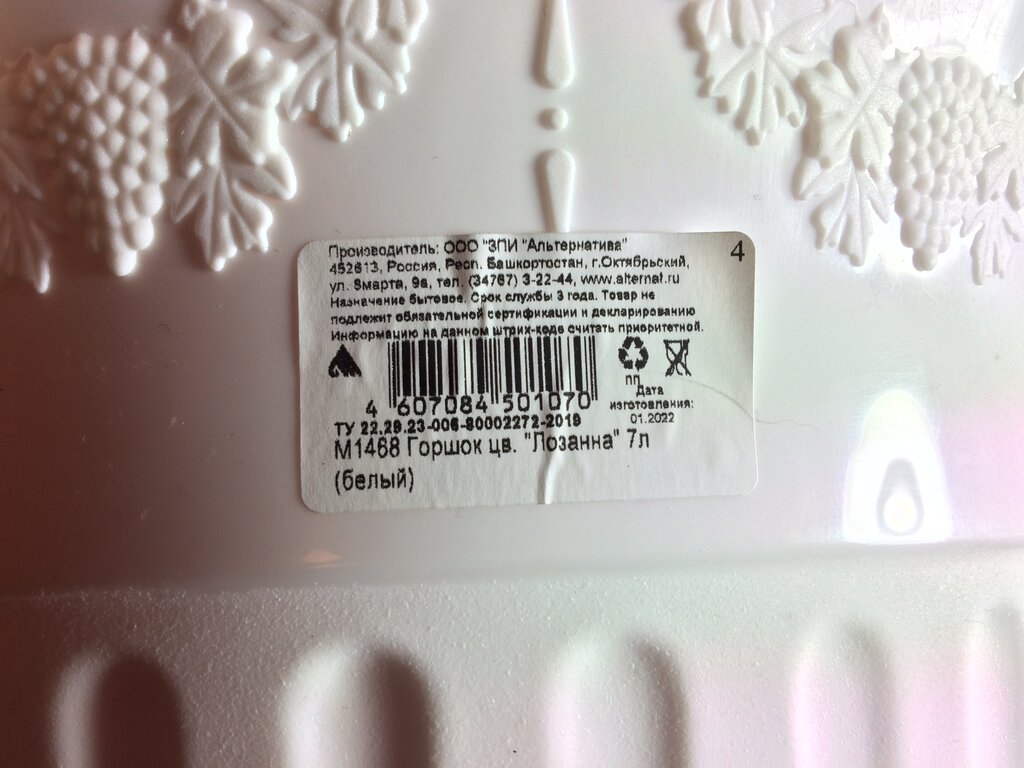 Производитель: ООО "ЗПИ "Альтернатива"
4
452613, Россия, Респ. Башкортостан, г.Октябрьский,
ул. 8марта, 9а, тел. (34767) 3-22-44, www.alternat.ru
Назначение бытовое. Срок службы 3 года. Товар не
подлежит обязательной сертификации и декларированию
Информацию на данном штрих-коде считать приоритетной.
ПП
Дата
изготовления:
01.2022
4 607084 501070
ТУ 22.29.23-006-80002272-2019
М1468 Горшок цв. "Лозанна" 7л
(белый)